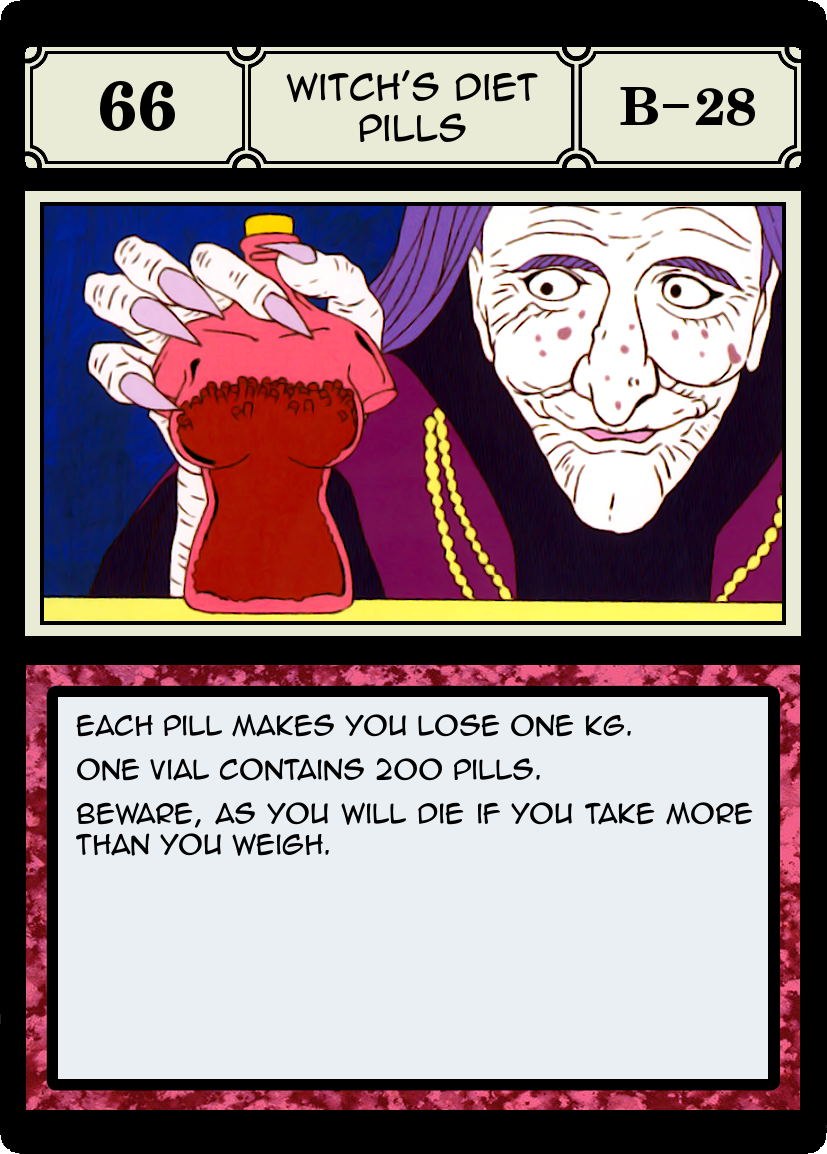 66
WITCH'S DIET
PILLS
B-28
EACH PILL MAKES YOU LOSE ONE KG.
ONE VIAL CONTAINS 200 PILLS.
BEWARE, AS YOU WILL DIE IF YOU TAKE MORE
THAN YOU WEIGH.